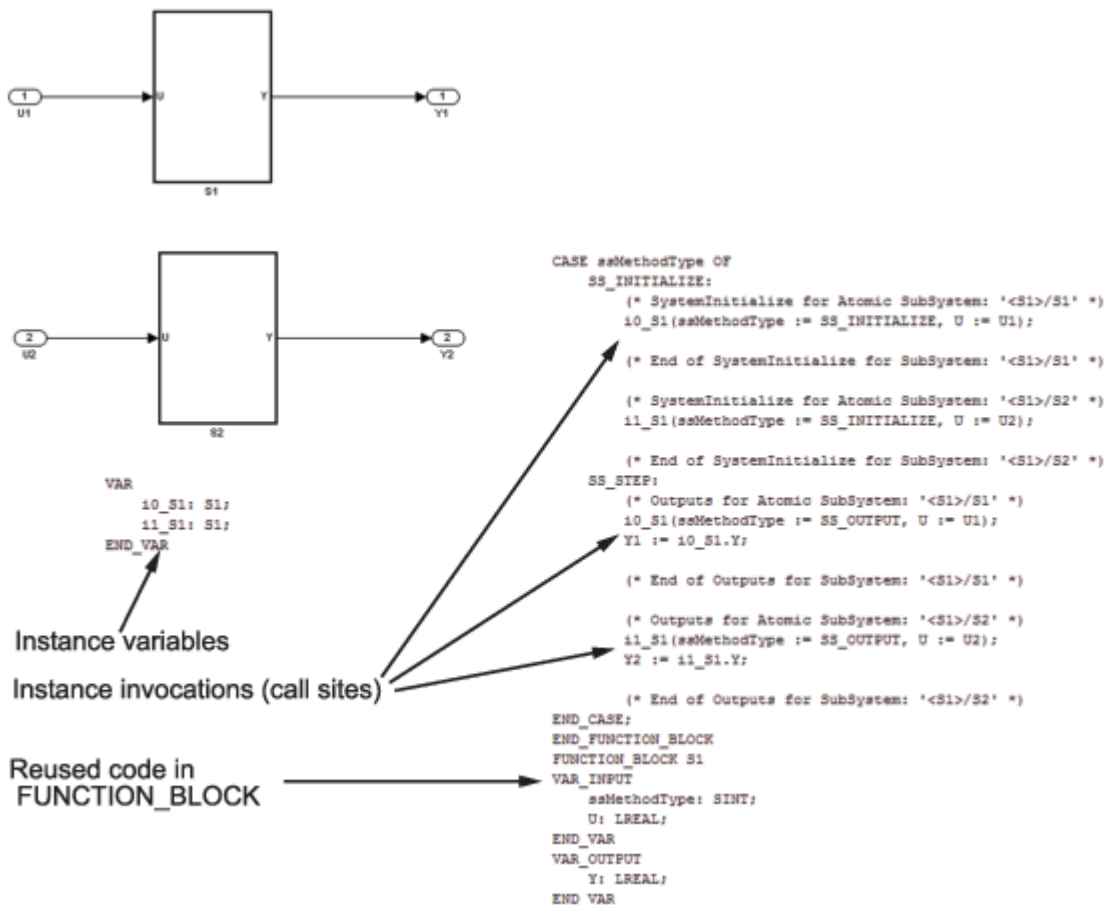 1
U1
U
Y
1
Y1
S1
2
U2
U
Y
2
Y2
S2
VAR
i0_S1: S1;
i1_S1: S1;
END_VAR
Instance variables
Instance invocations (call sites)
Reused code in
FUNCTION_BLOCK
CASE ssMethodType OF
SS_INITIALIZE:
(* SystemInitialize for Atomic SubSystem: '<S1>/S1' *)
i0_S1(ssMethodType := SS_INITIALIZE, U := U1);
(* End of SystemInitialize for SubSystem: '<S1>/S1' *)
(* SystemInitialize for Atomic SubSystem: '<S1>/S2' *)
i1_S1(ssMethodType := SS_INITIALIZE, U := U2);
(* End of SystemInitialize for SubSystem: '<S1>/S2' *)
SS_STEP:
(* Outputs for Atomic SubSystem: '<S1>/S1' *)
i0_S1(ssMethodType := SS_OUTPUT, U := U1);
Y1 := i0_S1.Y;
(* End of Outputs for SubSystem: '<S1>/S1' *)
(* Outputs for Atomic SubSystem: '<S1>/S2' *)
i1_S1(ssMethodType := SS_OUTPUT, U := U2);
Y2 := i1_S1.Y;
(* End of Outputs for SubSystem: '<S1>/S2' *)
END_CASE;
END_FUNCTION_BLOCK
FUNCTION_BLOCK S1
VAR_INPUT
ssMethodType: SINT;
U: LREAL;
END_VAR
VAR_OUTPUT
Y: LREAL;
END_VAR